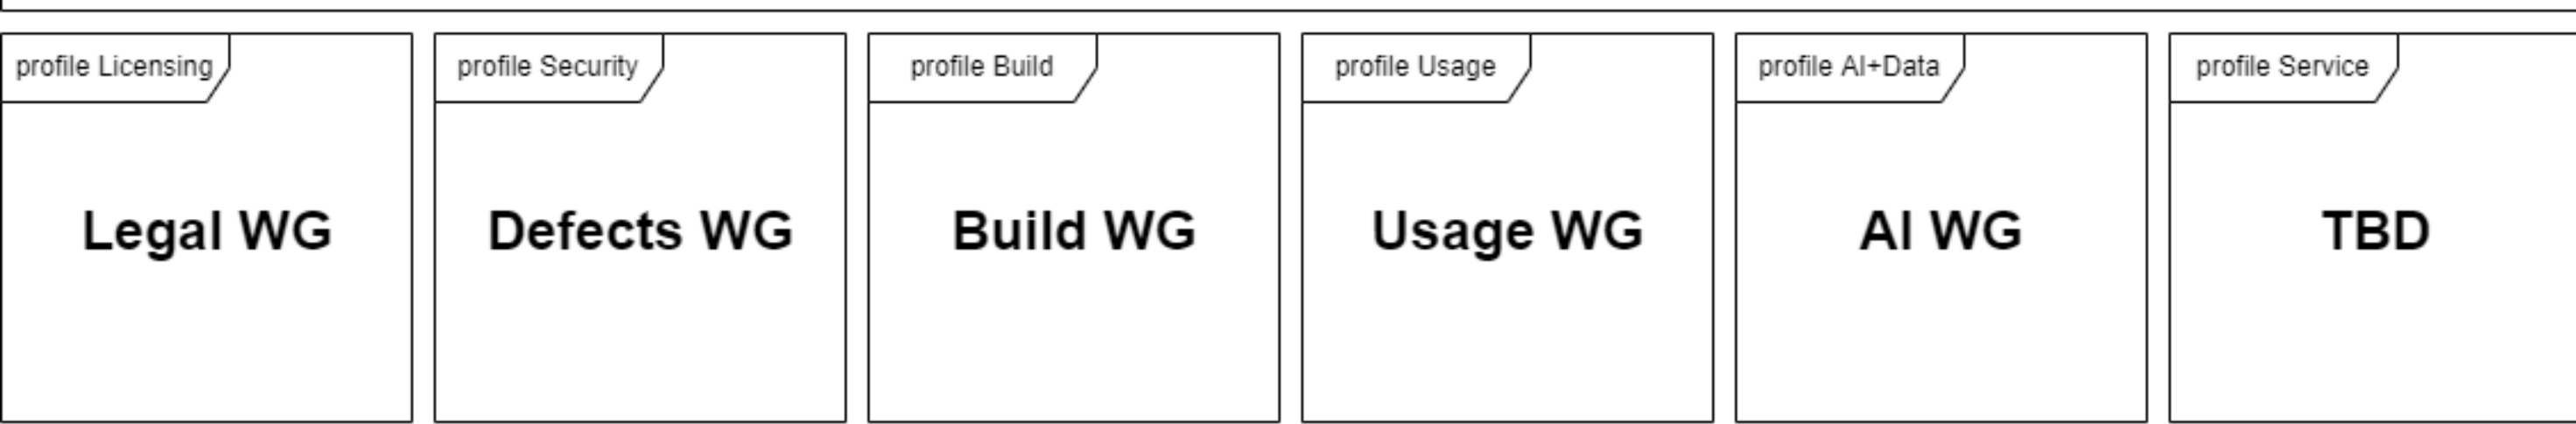 profile Licensing
Legal WG
profile Security
Defects WG
profile Build
Build WG
profile Usage
Usage WG
profile AI+Data
AI WG
profile Service
TBD